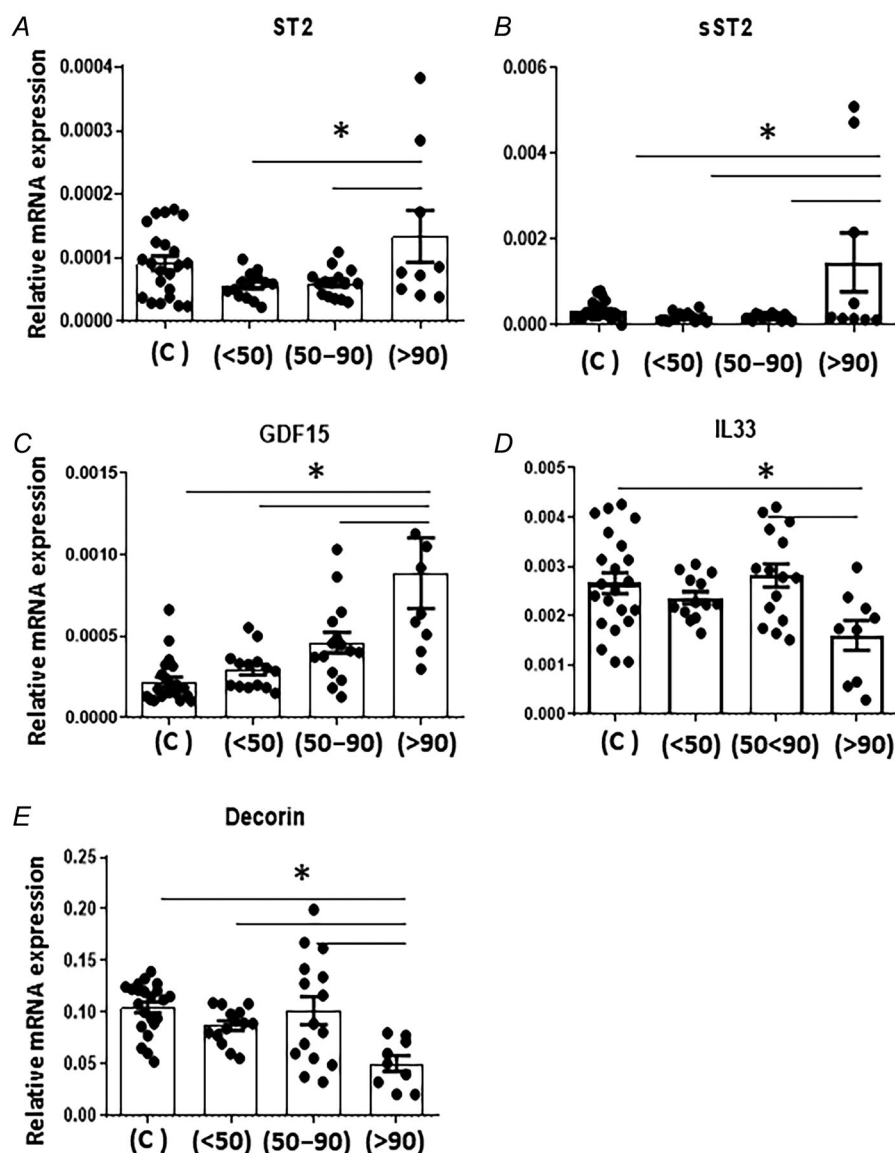 A
ST2
Relative mRNA expression
0.0004
0.0003
0.0002
0.0001
0.0000
*
(C )
(<50)
(50–90)
(>90)
B
sST2
0.006
0.004
0.002
0.000
*
(C )
(<50)
(50–90)
(>90)
C
GDF15
Relative mRNA expression
0.0015
0.0010
0.0005
0.0000
*
(C)
(<50)
(50–90)
(>90)
D
IL33
0.005
0.004
0.003
0.002
0.001
0.000
*
(C )
(<50)
(50<90)
(>90)
E
Decorin
Relative mRNA expression
0.25
0.20
0.15
0.10
0.05
0.00
*
(C)
(<50)
(50–90)
(>90)